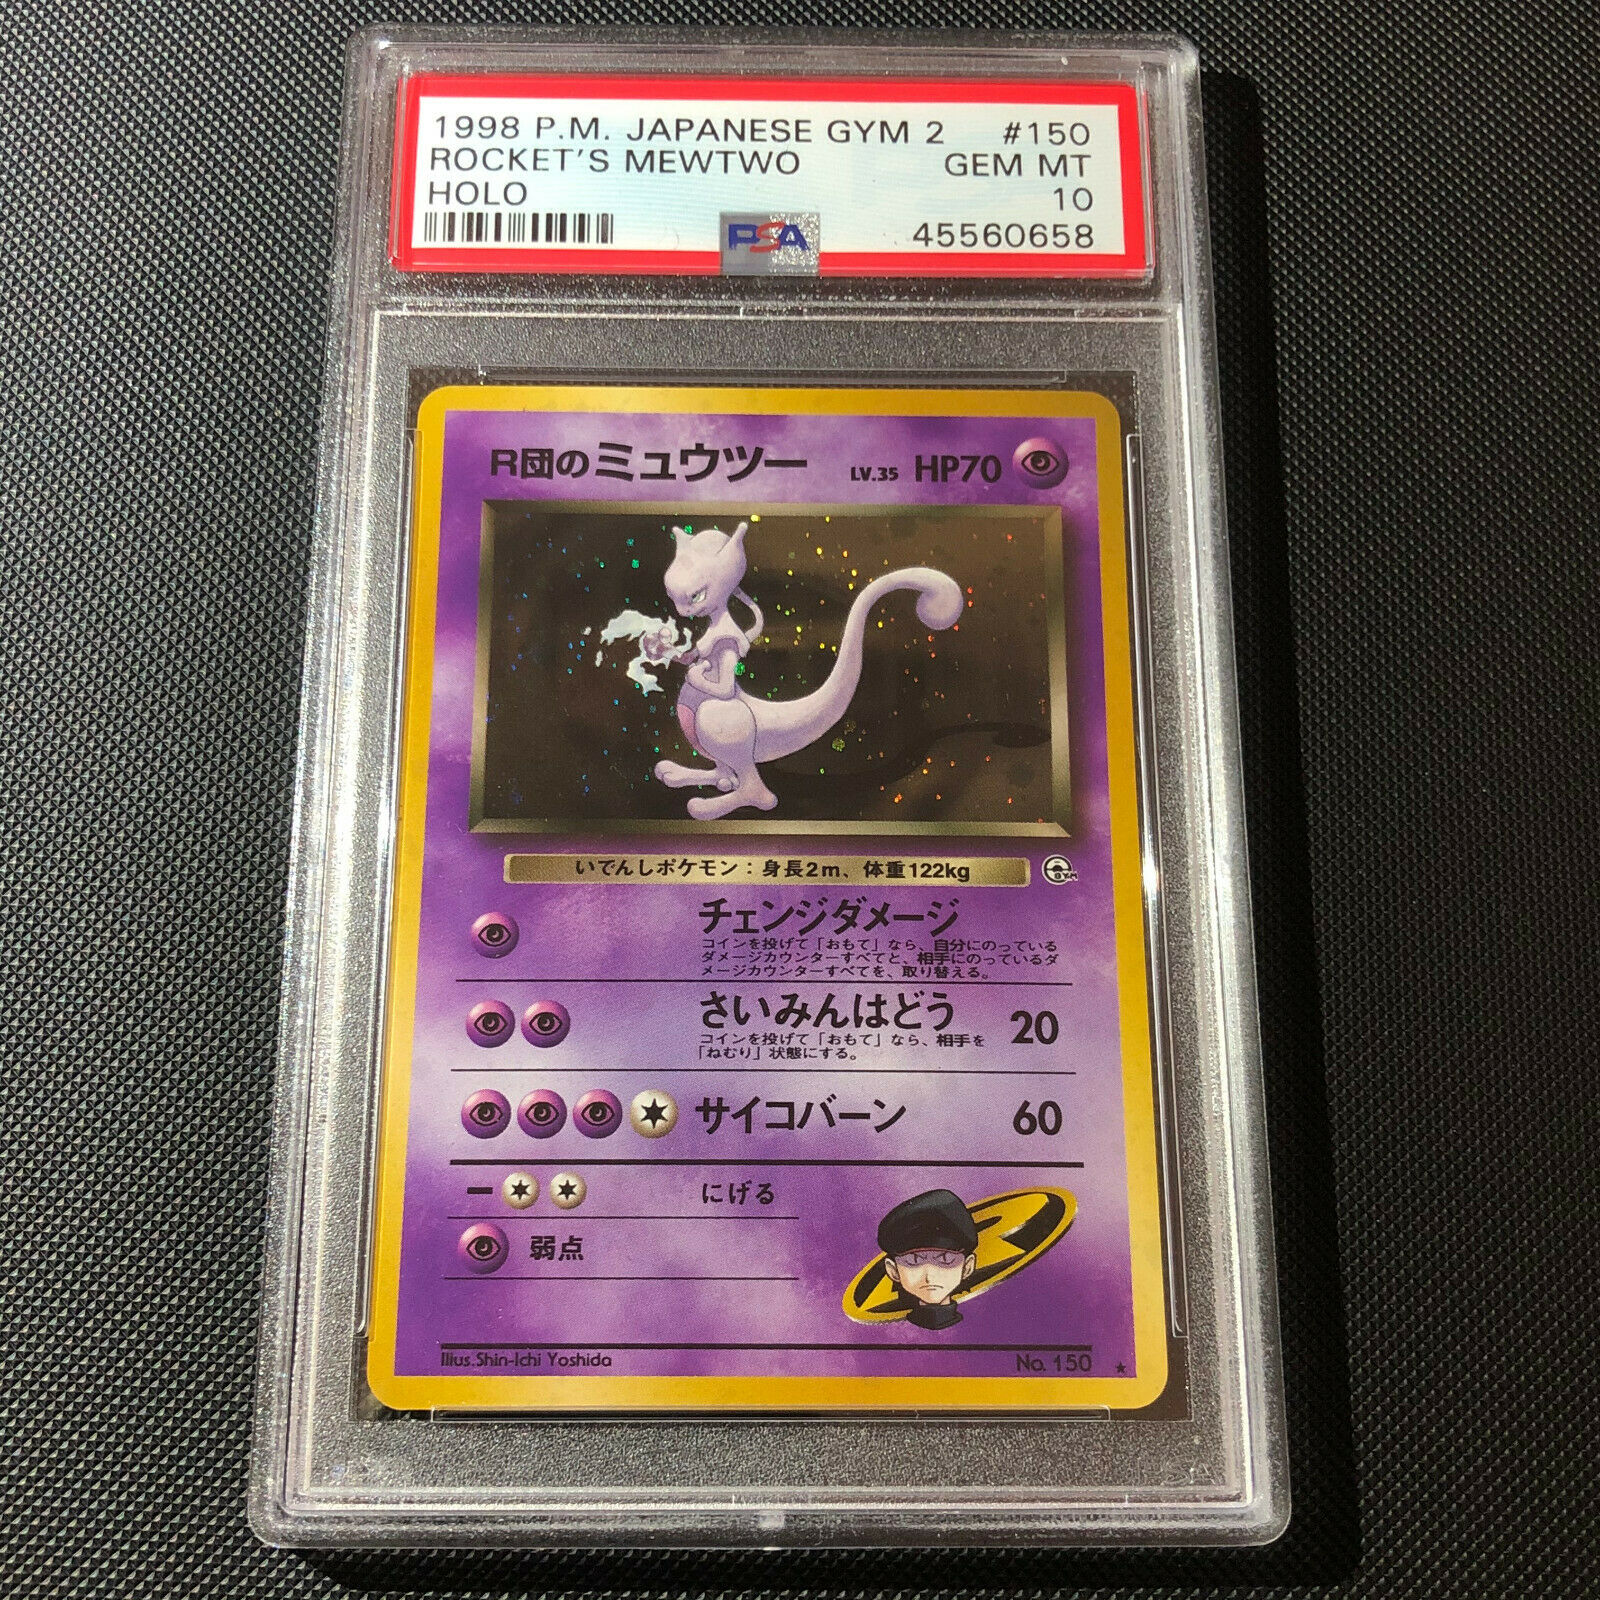 1998 P.M. JAPANESE GYM 2 #150
ROCKET'S MEWTWO GEM MT
HOLO 10
PSA 45560658
R団のミュウツー LV.35 HP70
いでんしポケモン：身長2m、体重122kg
GYM
チェンジダメージ
コインを投げて「おもて」なら、自分にのっている
ダメージカウンターすべてと、相手にのっているダ
メージカウンターすべてを、取り替える。
さいみんはどう 20
コインを投げて「おもて」なら、相手を
「ねむり」状態にする。
サイコバーン 60
にげる
弱点
R
Illus.Shin-Ichi Yoshida No. 150 ★